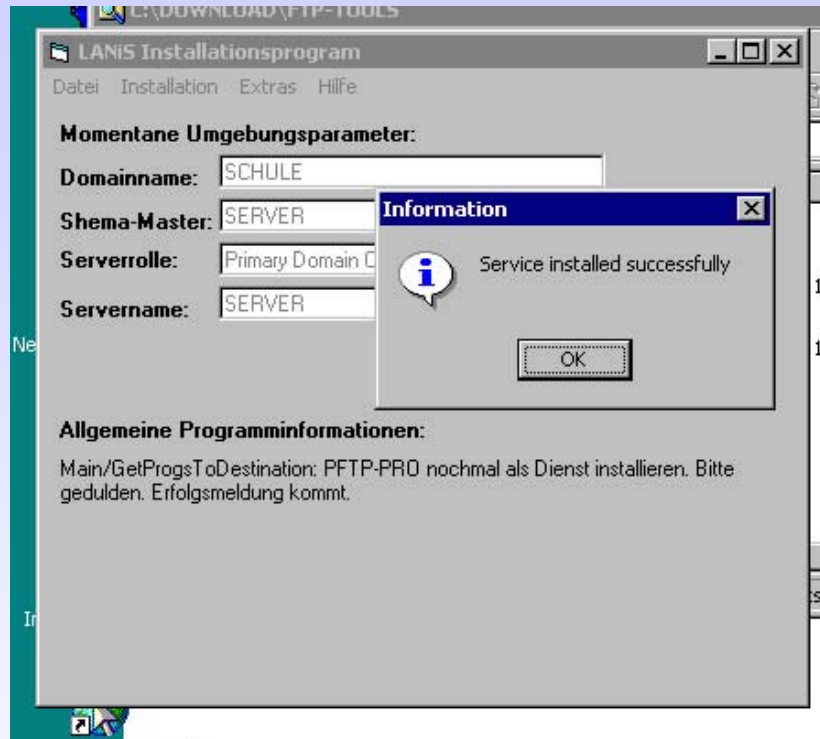 L:\DOWNLOAD\FTP-TOOLS
LANiS Installationsprogram
Datei Installation Extras Hilfe
Momentane Umgebungsparameter:
Domainname: SCHULE
Shema-Master: SERVER
Serverrolle: Primary Domain
Servername: SERVER
Information
Service installed successfully
OK
Allgemeine Programminformationen:
Main/GetProgsToDestination: PFTP-PRO nochmal als Dienst installieren. Bitte
gedulden. Erfolgsmeldung kommt.
Ne